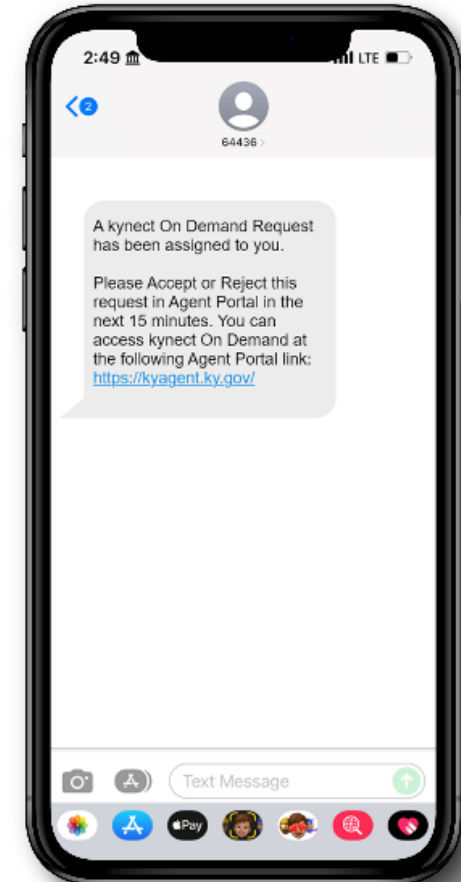 2:49
LTE
2
64436 >
A kynect On Demand Request
has been assigned to you.
Please Accept or Reject this
request in Agent Portal in the
next 15 minutes. You can
access kynect On Demand at
the following Agent Portal link:
https://kyagent.ky.gov/
Text Message
Pay